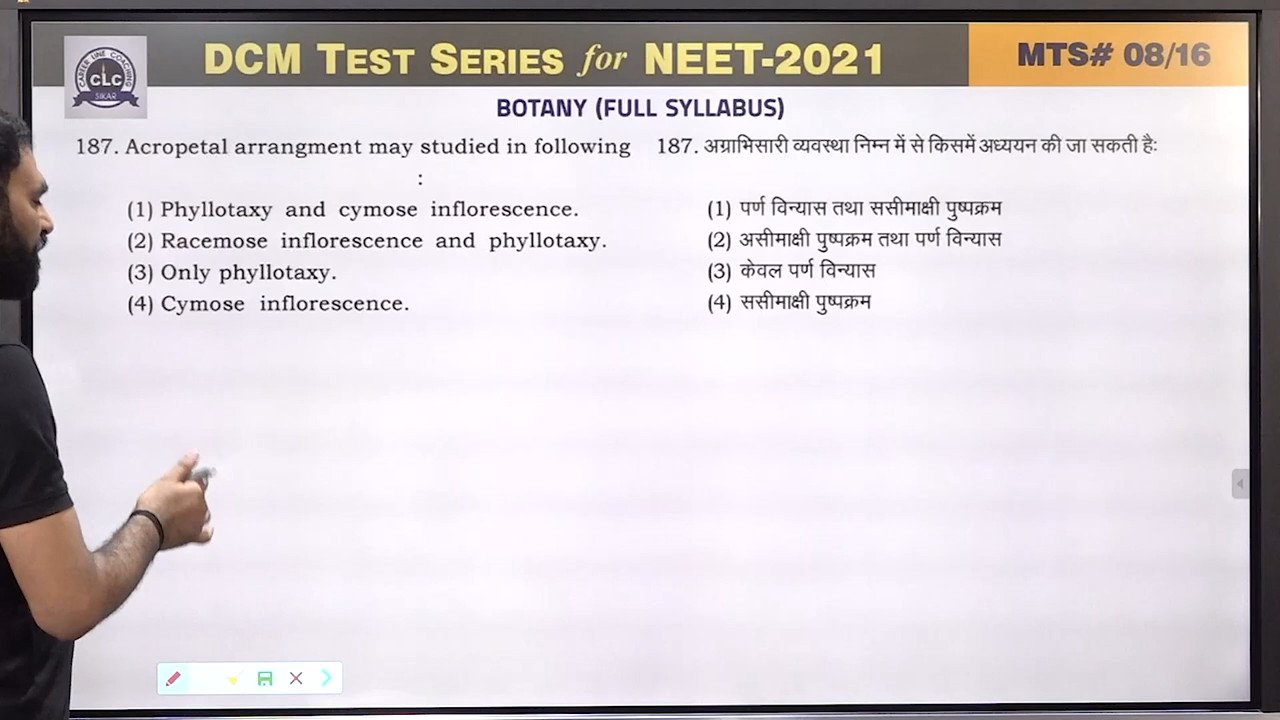 DCM TEST SERIES for NEET-2021
MTS# 08/16
CAREER LINE COACHING
CLC
SIKAR
BOTANY (FULL SYLLABUS)
187. Acropetal arrangment may studied in following
:
(1) Phyllotaxy and cymose inflorescence.
(2) Racemose inflorescence and phyllotaxy.
(3) Only phyllotaxy.
(4) Cymose inflorescence.
187. अग्राभिसारी व्यवस्था निम्न में से किसमें अध्ययन की जा सकती है:
(1) पर्ण विन्यास तथा ससीमाक्षी पुष्पक्रम
(2) असीमाक्षी पुष्पक्रम तथा पर्ण विन्यास
(3) केवल पर्ण विन्यास
(4) ससीमाक्षी पुष्पक्रम